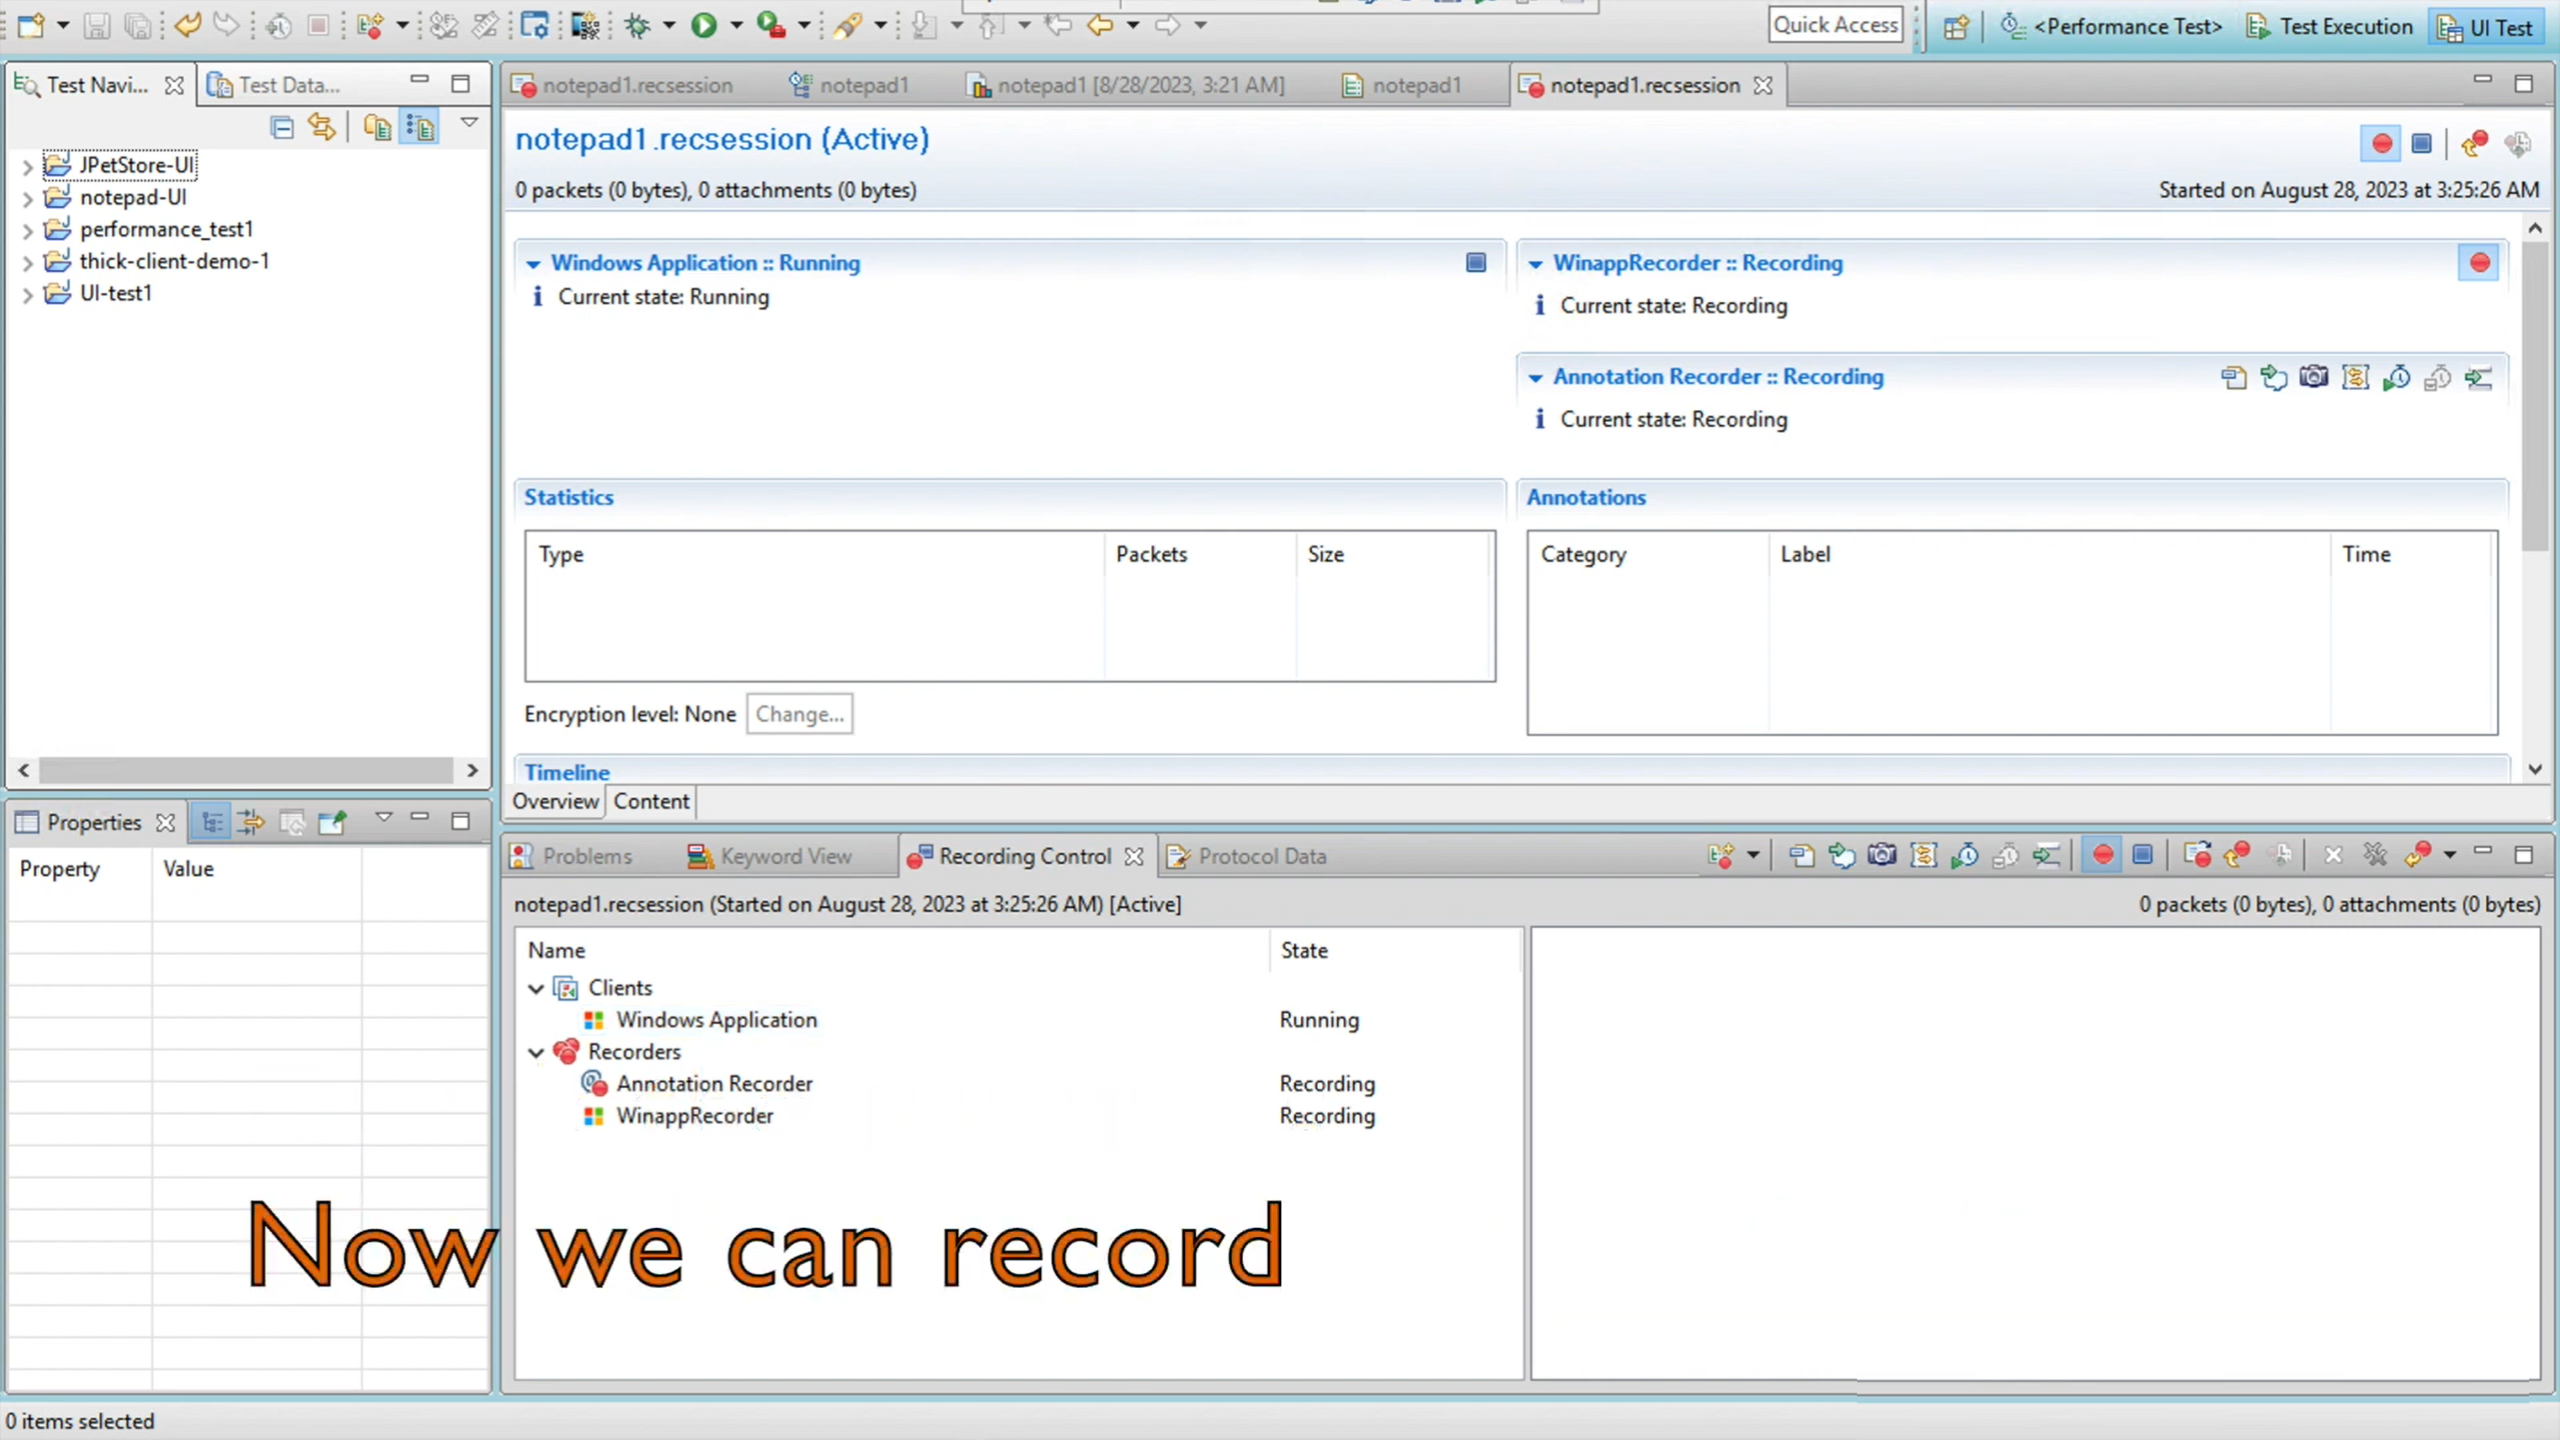 Quick Access
<Performance Test>
Test Execution
UI Test
Test Navi...
Test Data...
notepad1.recsession
notepad1
notepad1 [8/28/2023, 3:21 AM]
notepad1
notepad1.recsession
JPetStore-UI
notepad-UI
performance_test1
thick-client-demo-1
UI-test1
notepad1.recsession (Active)
0 packets (0 bytes), 0 attachments (0 bytes)
Started on August 28, 2023 at 3:25:26 AM
Windows Application :: Running
Current state: Running
WinappRecorder :: Recording
Current state: Recording
Annotation Recorder :: Recording
Current state: Recording
Statistics
Type Packets Size
Encryption level: None Change...
Annotations
Category Label Time
Timeline
Overview Content
Properties
Property Value
Problems
Keyword View
Recording Control
Protocol Data
notepad1.recsession (Started on August 28, 2023 at 3:25:26 AM) [Active]
0 packets (0 bytes), 0 attachments (0 bytes)
Name State
Clients
Windows Application Running
Recorders
Annotation Recorder Recording
WinappRecorder Recording
Now we can record
0 items selected